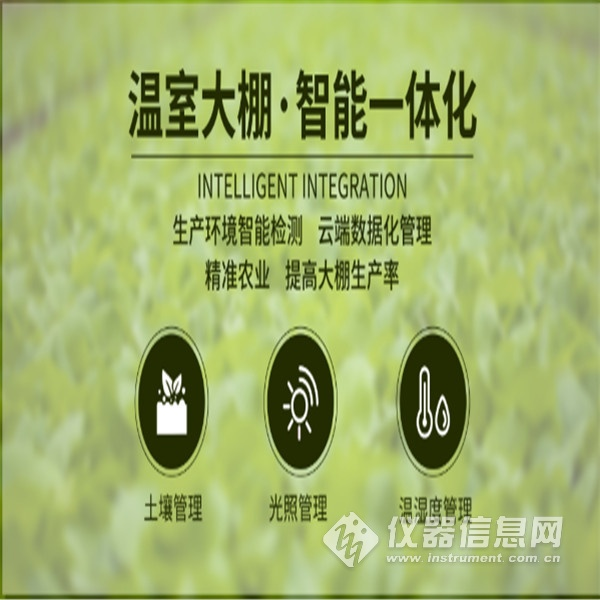 温室大棚·智能一体化
INTELLIGENT INTEGRATION
生产环境智能检测 云端数据化管理
精准农业 提高大棚生产率
土壤管理 光照管理 温湿度管理
仪器信息网
www.instrument.com.cn